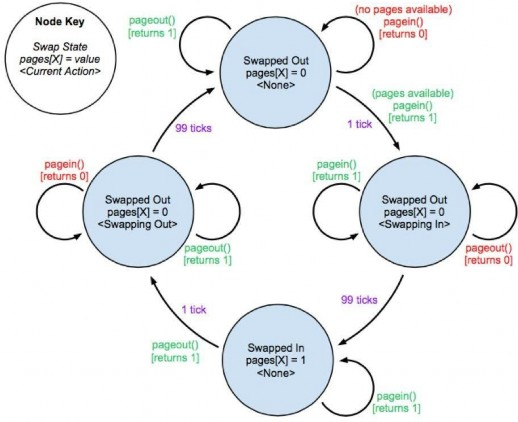 Node Key
Swap State
pages[X] = value
<Current Action>
pageout()
[returns 1]
(no pages available)
pagein()
[returns 0]
Swapped Out
pages[X] = 0
<None>
(pages available)
pagein()
[returns 1]
99 ticks
1 tick
pagein()
[returns 0]
Swapped Out
pages[X] = 0
<Swapping Out>
pageout()
[returns 1]
pagein()
[returns 1]
Swapped Out
pages[X] = 0
<Swapping In>
pageout()
[returns 0]
1 tick
99 ticks
pageout()
[returns 1]
Swapped In
pages[X] = 1
<None>
pagein()
[returns 1]